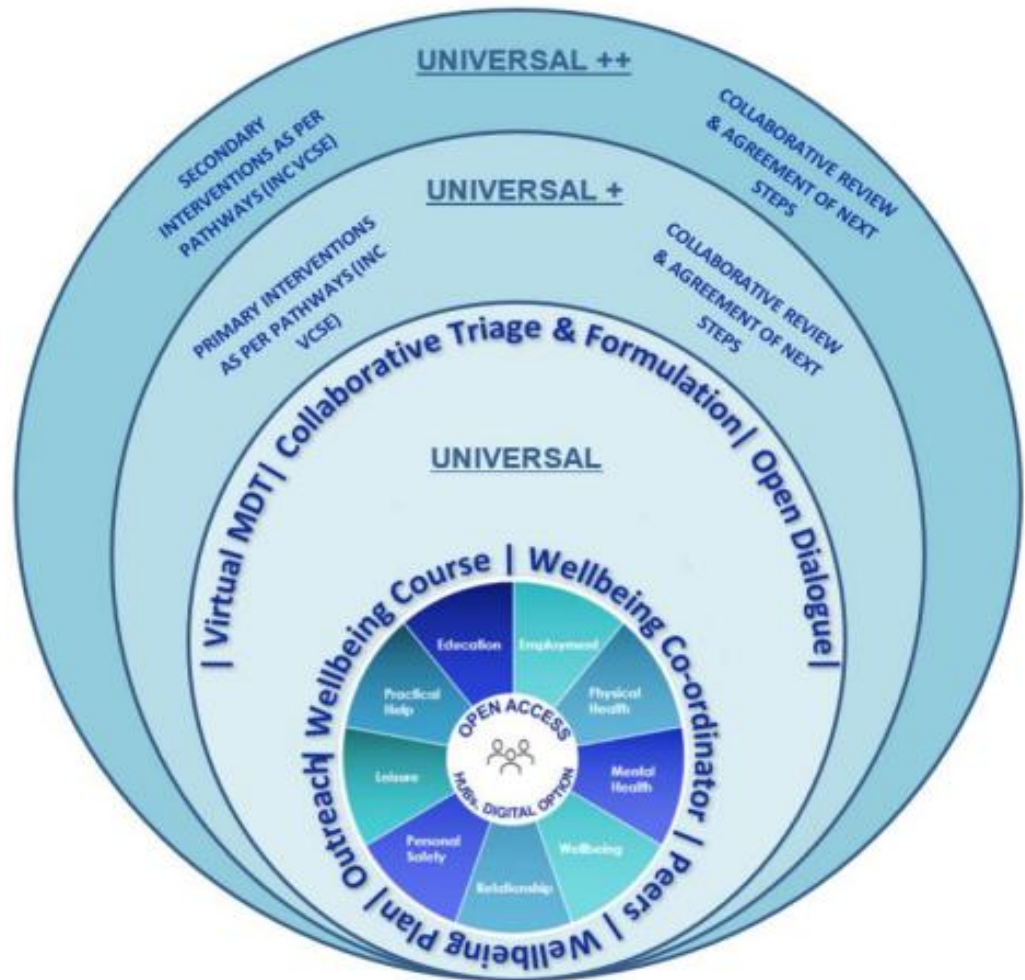 UNIVERSAL ++
SECONDARY
INTERVENTIONS AS PER
PATHWAYS (INC VCSE)
COLLABORATIVE REVIEW
& AGREEMENT OF NEXT
STEPS
UNIVERSAL +
PRIMARY INTERVENTIONS
AS PER PATHWAYS (INC
VCSE)
COLLABORATIVE REVIEW
& AGREEMENT OF NEXT
STEPS
| Virtual MDT| Collaborative Triage & Formulation| Open Dialogue|
UNIVERSAL
| Wellbeing Course | Wellbeing Co-ordinator | Peers | Wellbeing Plan| Outreach
Education
Employment
Physical
Health
Mental
Health
Wellbeing
Relationship
Personal
Safety
Leisure
Practical
Help
OPEN ACCESS
HUBs, DIGITAL OPTION